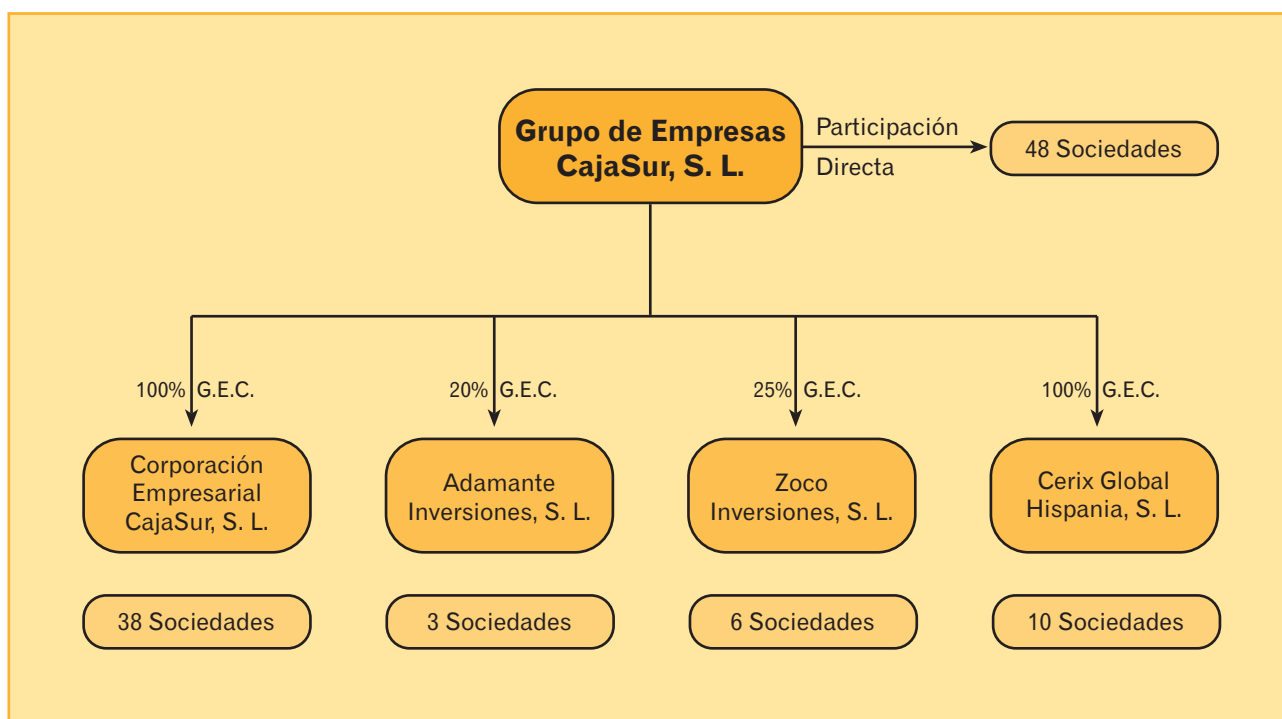 Grupo de Empresas
CajaSur, S. L.
Participación
Directa
48 Sociedades
100% G.E.C.
20% G.E.C.
25% G.E.C.
100% G.E.C.
Corporación
Empresarial
CajaSur, S. L.
Adamante
Inversiones, S. L.
Zoco
Inversiones, S. L.
Cerix Global
Hispania, S. L.
38 Sociedades
3 Sociedades
6 Sociedades
10 Sociedades